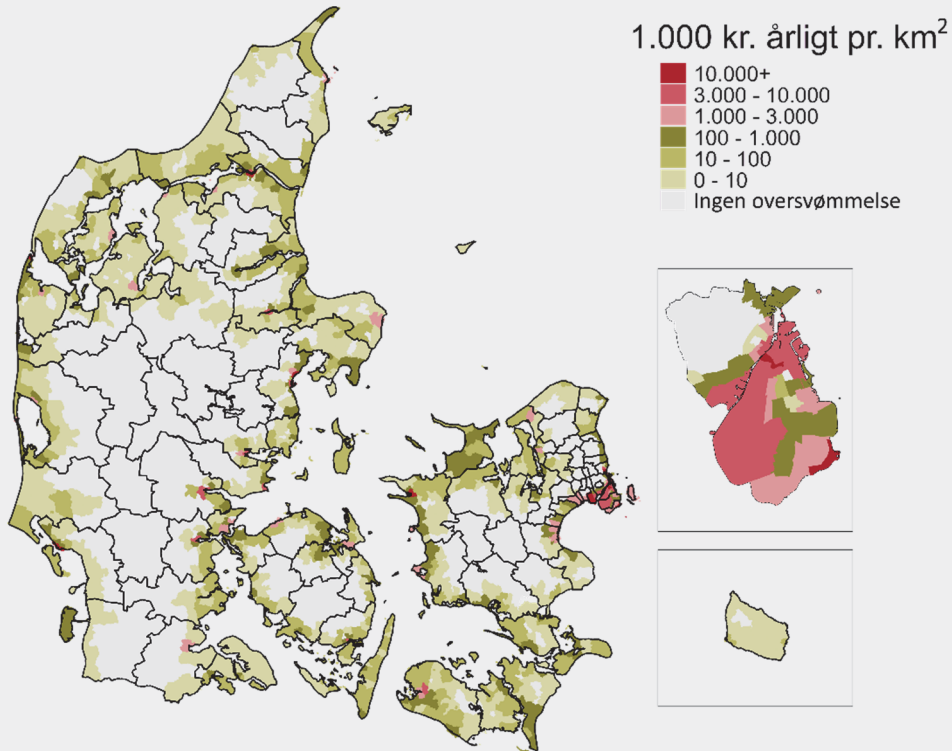 1.000 kr. årligt pr. km²
10.000+
3.000 - 10.000
1.000 - 3.000
100 - 1.000
10 - 100
0 - 10
Ingen oversvømmelse